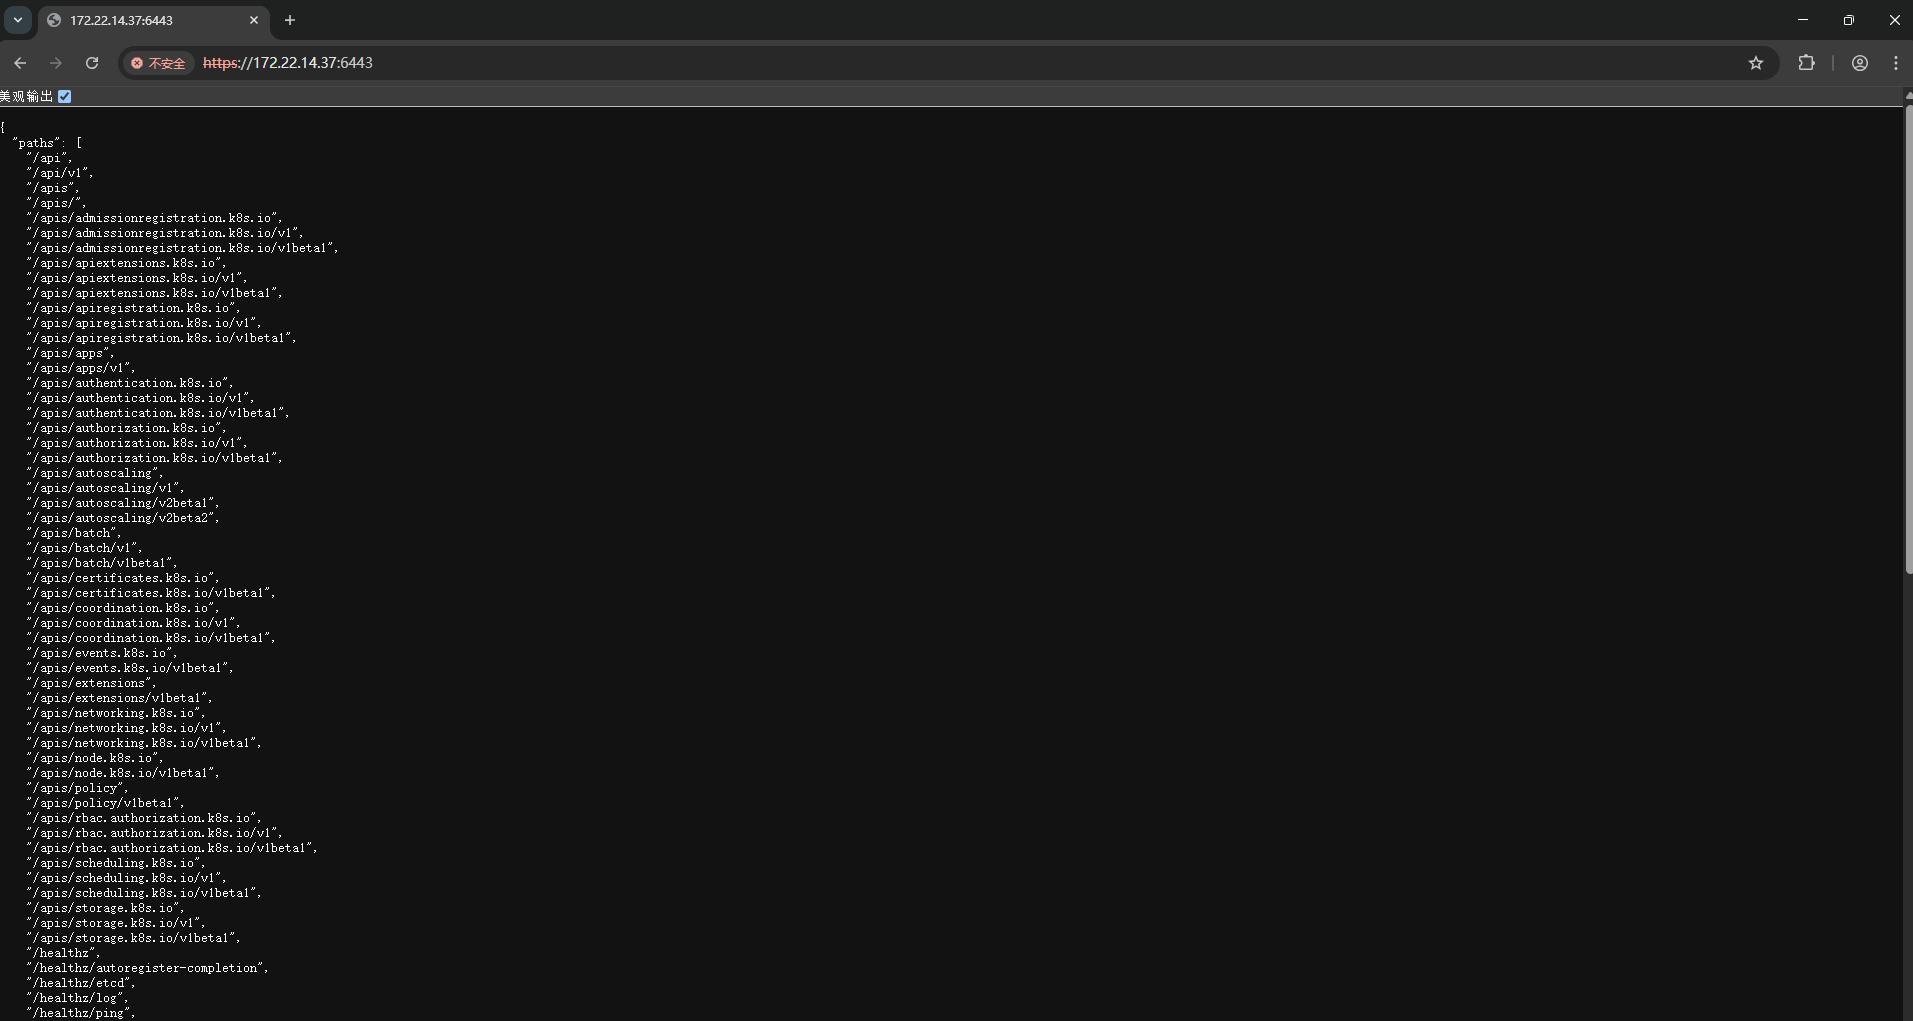 172.22.14.37:6443
不安全 https://172.22.14.37:6443
美观输出
{
"paths": [
"/api",
"/api/v1",
"/apis",
"/apis/",
"/apis/admissionregistration.k8s.io",
"/apis/admissionregistration.k8s.io/v1",
"/apis/admissionregistration.k8s.io/v1beta1",
"/apis/apiextensions.k8s.io",
"/apis/apiextensions.k8s.io/v1",
"/apis/apiextensions.k8s.io/v1beta1",
"/apis/apiregistration.k8s.io",
"/apis/apiregistration.k8s.io/v1",
"/apis/apiregistration.k8s.io/v1beta1",
"/apis/apps",
"/apis/apps/v1",
"/apis/authentication.k8s.io",
"/apis/authentication.k8s.io/v1",
"/apis/authentication.k8s.io/v1beta1",
"/apis/authorization.k8s.io",
"/apis/authorization.k8s.io/v1",
"/apis/authorization.k8s.io/v1beta1",
"/apis/autoscaling",
"/apis/autoscaling/v1",
"/apis/autoscaling/v2beta1",
"/apis/autoscaling/v2beta2",
"/apis/batch",
"/apis/batch/v1",
"/apis/batch/v1beta1",
"/apis/certificates.k8s.io",
"/apis/certificates.k8s.io/v1beta1",
"/apis/coordination.k8s.io",
"/apis/coordination.k8s.io/v1",
"/apis/coordination.k8s.io/v1beta1",
"/apis/events.k8s.io",
"/apis/events.k8s.io/v1beta1",
"/apis/extensions",
"/apis/extensions/v1beta1",
"/apis/networking.k8s.io",
"/apis/networking.k8s.io/v1",
"/apis/networking.k8s.io/v1beta1",
"/apis/node.k8s.io",
"/apis/node.k8s.io/v1beta1",
"/apis/policy",
"/apis/policy/v1beta1",
"/apis/rbac.authorization.k8s.io",
"/apis/rbac.authorization.k8s.io/v1",
"/apis/rbac.authorization.k8s.io/v1beta1",
"/apis/scheduling.k8s.io",
"/apis/scheduling.k8s.io/v1",
"/apis/scheduling.k8s.io/v1beta1",
"/apis/storage.k8s.io",
"/apis/storage.k8s.io/v1",
"/apis/storage.k8s.io/v1beta1",
"/healthz",
"/healthz/autoregister-completion",
"/healthz/etcd",
"/healthz/log",
"/healthz/ping",